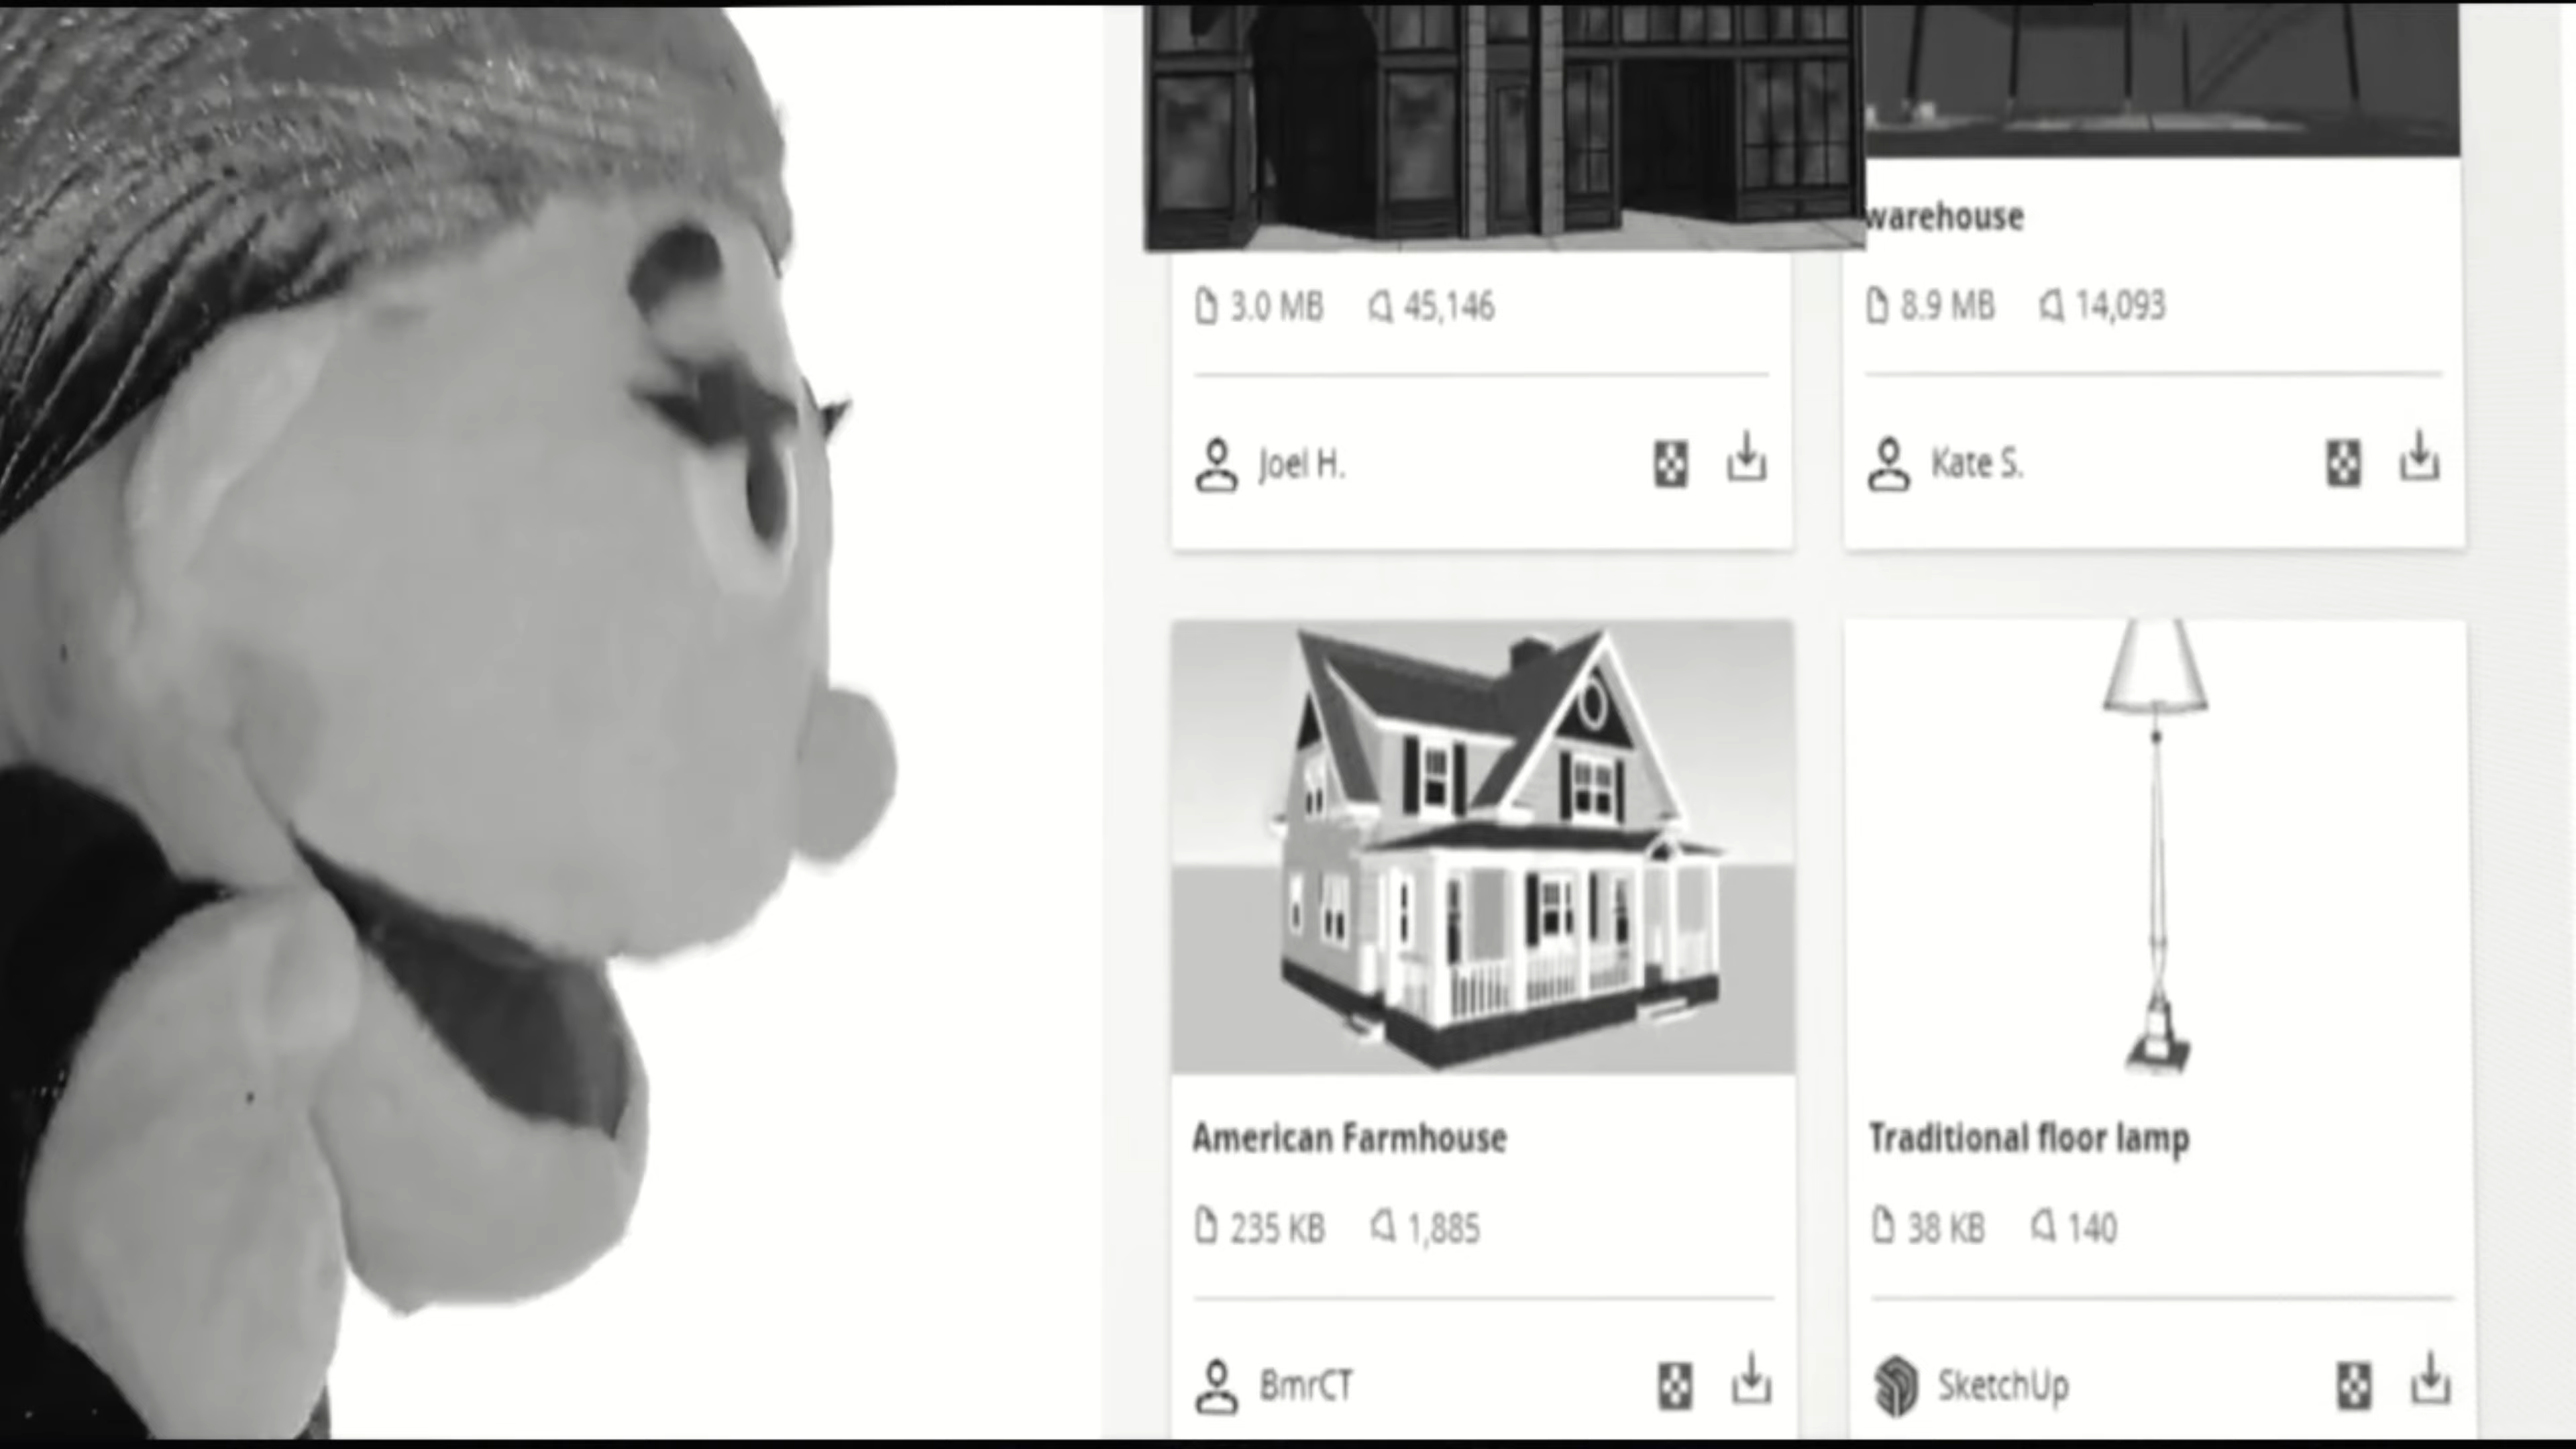 warehouse
3.0 MB 45,146
8.9 MB 14,093
Joel H.
Kate S.
American Farmhouse
Traditional floor lamp
235 KB 1,885
38 KB 140
BmrCT
SketchUp